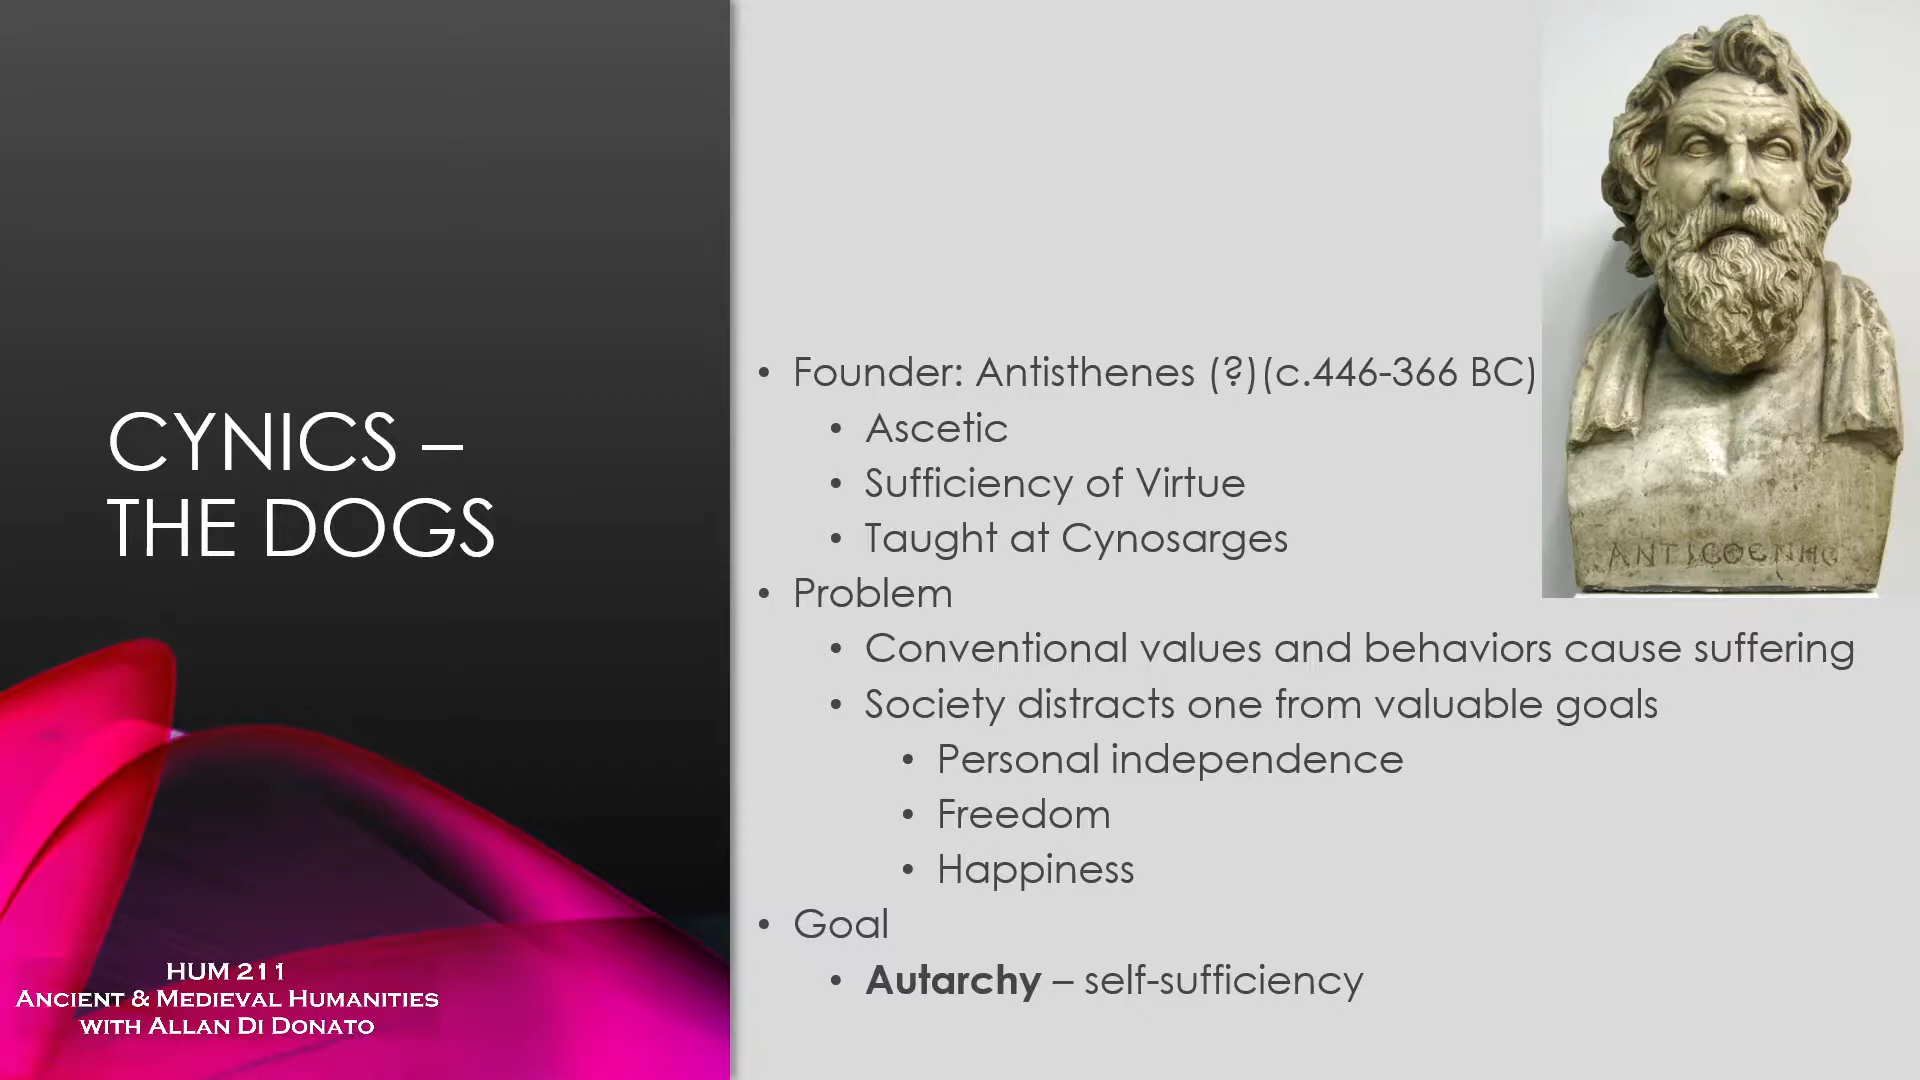 CYNICS –
THE DOGS
• Founder: Antisthenes (?)(c.446-366 BC)
• Ascetic
• Sufficiency of Virtue
• Taught at Cynosarges
• Problem
• Conventional values and behaviors cause suffering
• Society distracts one from valuable goals
• Personal independence
• Freedom
• Happiness
• Goal
• Autarchy – self-sufficiency
ΑΝΤΙCΘЄΝΗC
HUM 211
ANCIENT & MEDIEVAL HUMANITIES
WITH ALLAN DI DONATO